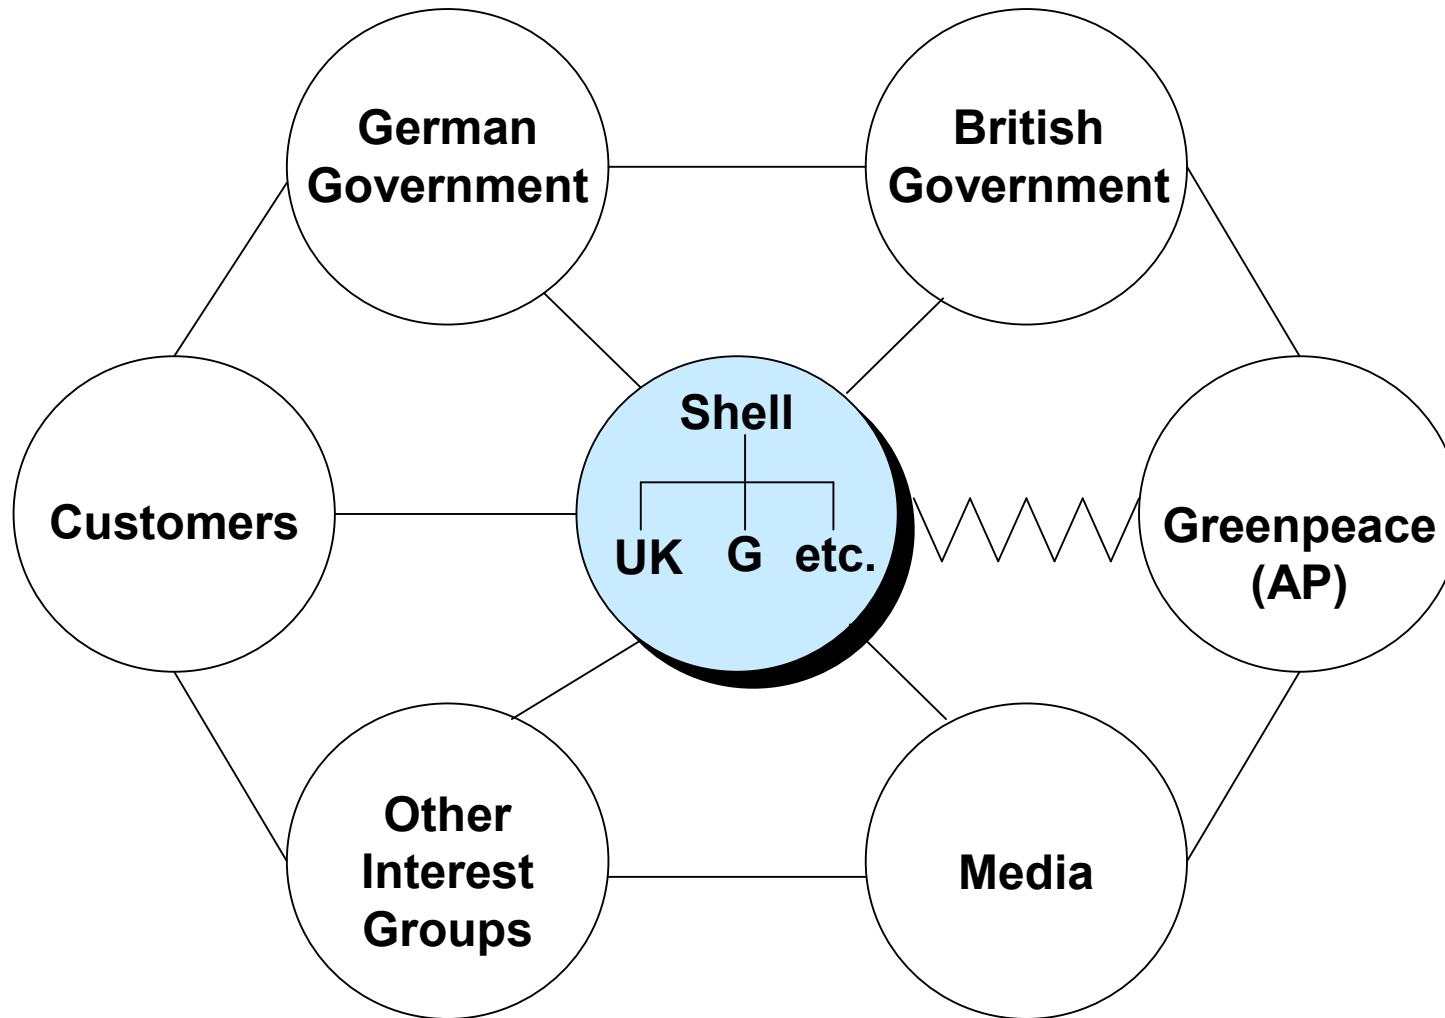 German
Government
British
Government
Shell
UK G etc.
Customers
Greenpeace
(AP)
Other
Interest
Groups
Media